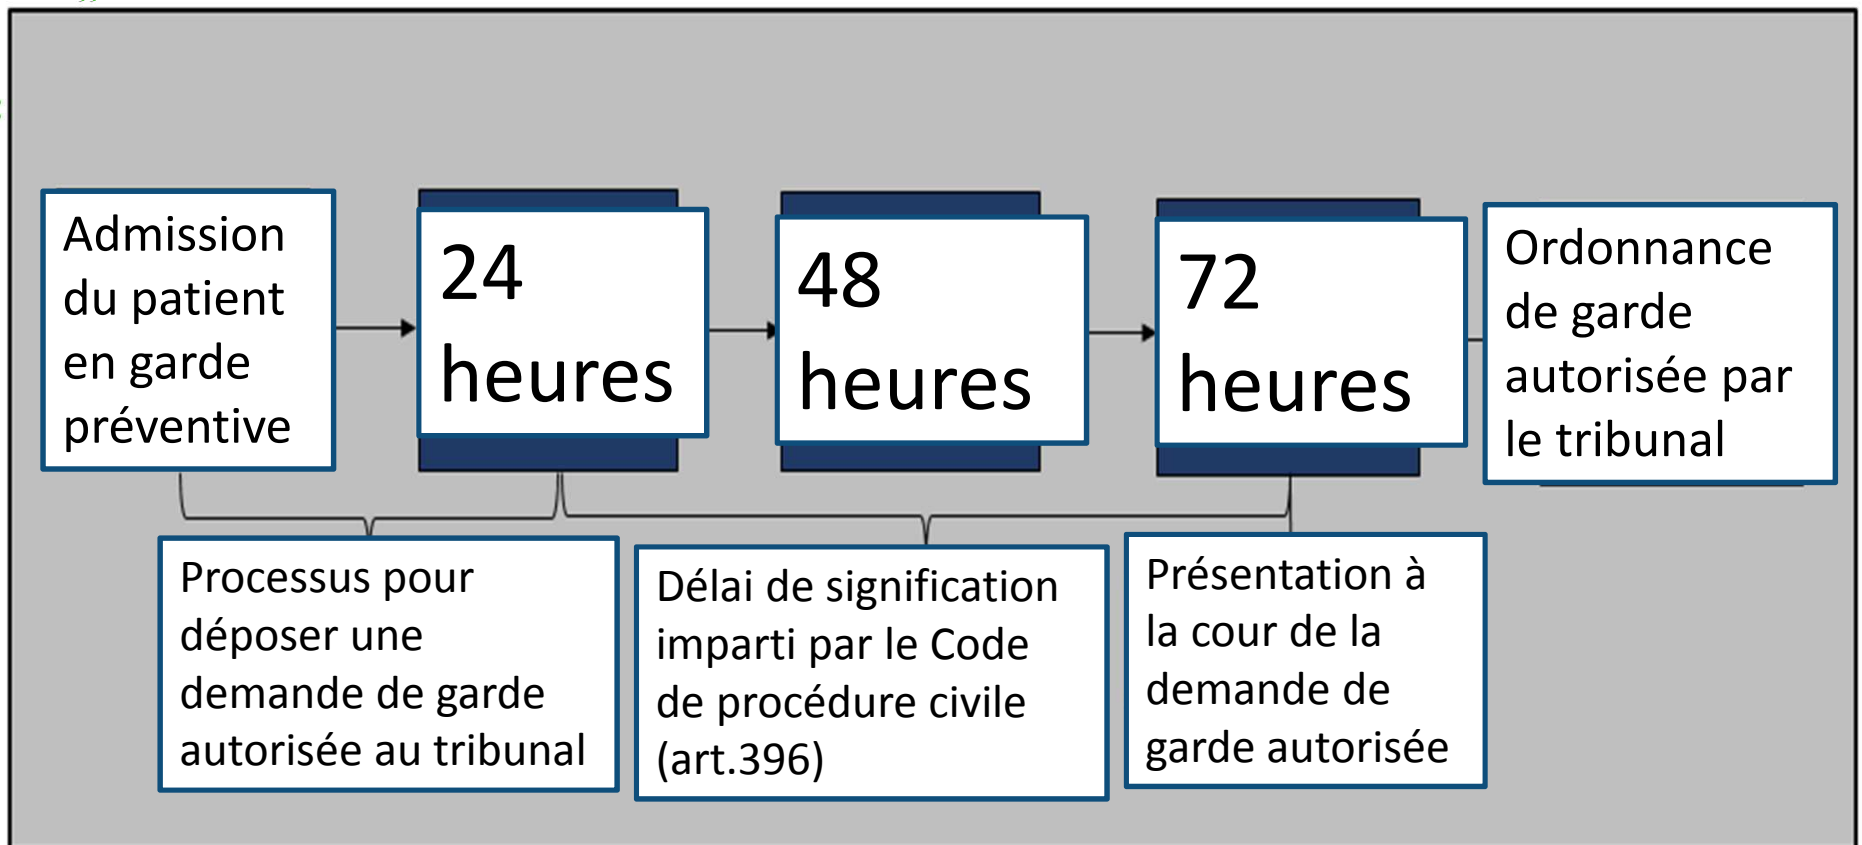 Admission
du patient
en garde
préventive
24
heures
48
heures
72
heures
Ordonnance
de garde
autorisée par
le tribunal
Processus pour
déposer une
demande de garde
autorisée au tribunal
Délai de signification
imparti par le Code
de procédure civile
(art.396)
Présentation à
la cour de la
demande de
garde autorisée